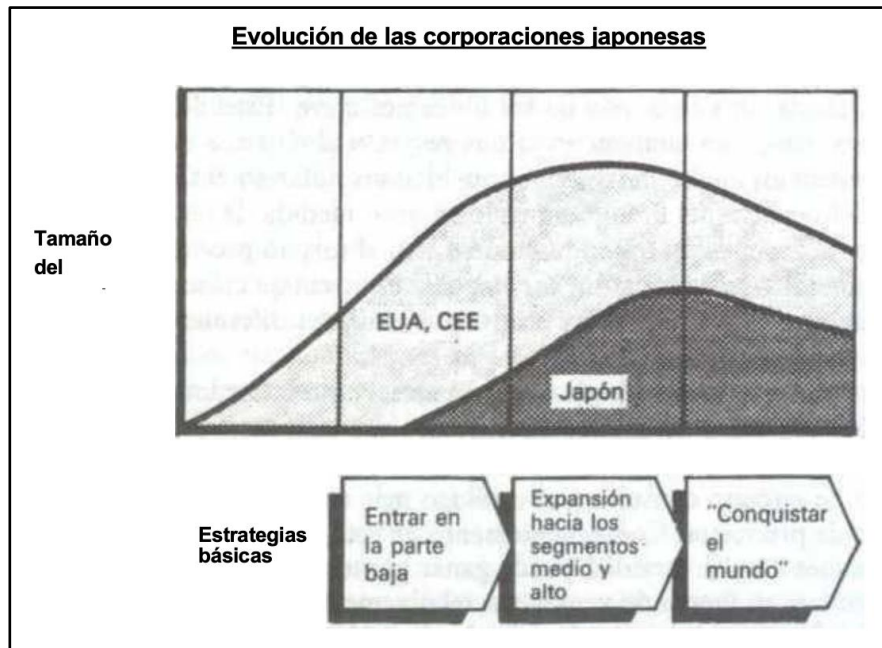 Evolución de las corporaciones japonesas
Tamaño
del
EUA, CEE
Japón
Estrategias
básicas
Entrar en
la parte
baja
Expansión
hacia los
segmentos
medio y
alto
"Conquistar
el
mundo"